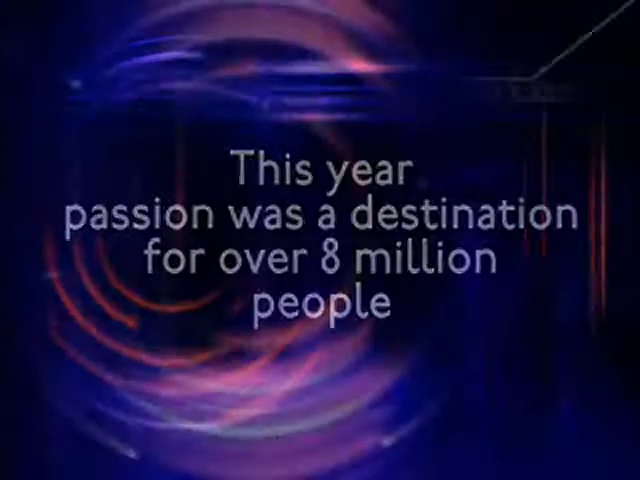 This year
passion was a destination
for over 8 million
people